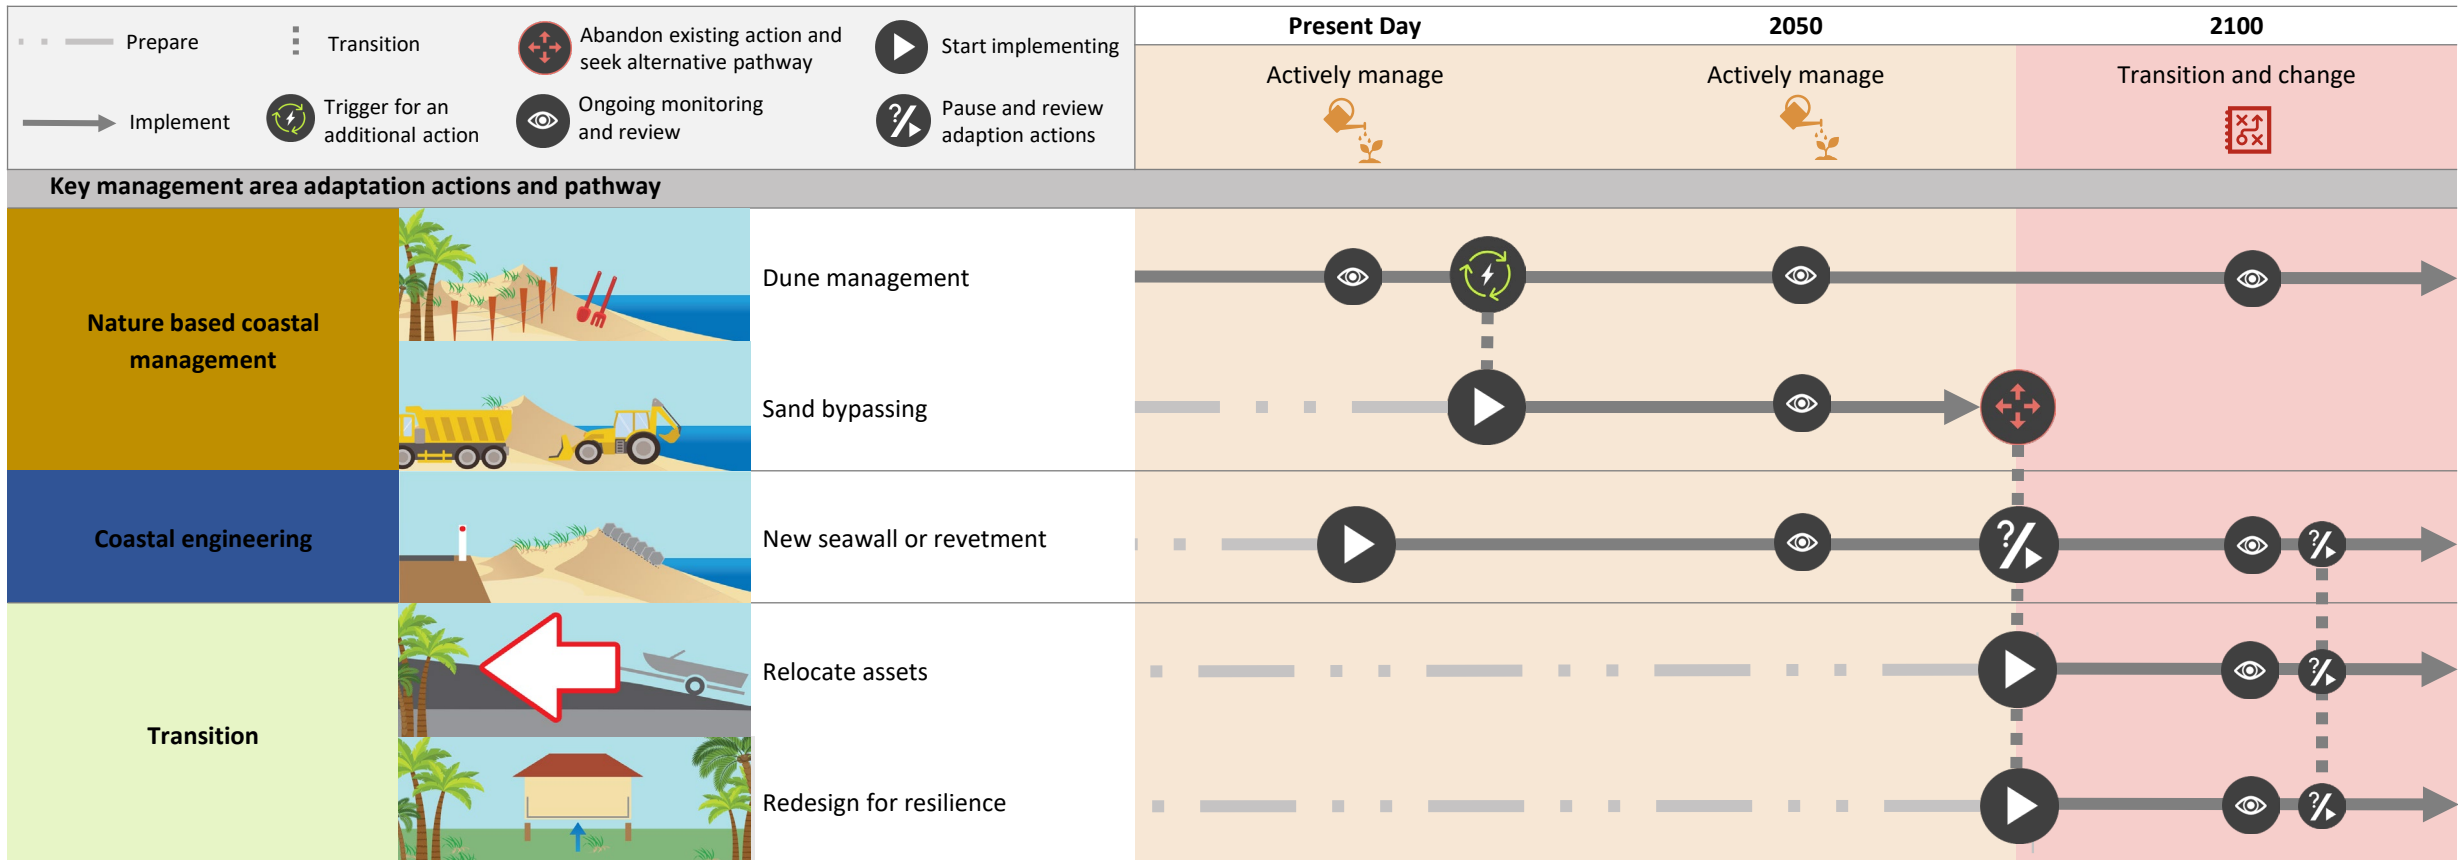 Prepare
Transition
Abandon existing action and
seek alternative pathway
Start implementing
Implement
Trigger for an
additional action
Ongoing monitoring
and review
Pause and review
adaption actions
Present Day
2050
2100
Actively manage
Actively manage
Transition and change
Key management area adaptation actions and pathway
Nature based coastal
management
Dune management
Sand bypassing
Coastal engineering
New seawall or revetment
Transition
Relocate assets
Redesign for resilience